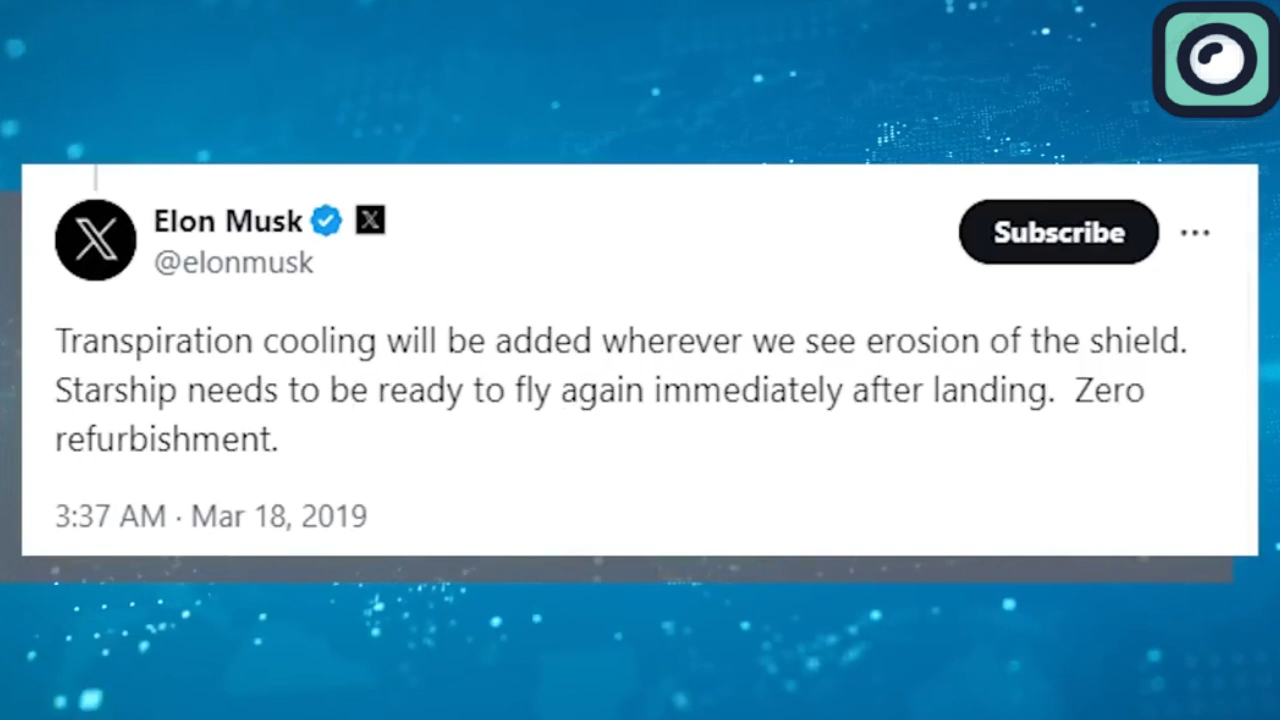 Elon Musk
@elonmusk
Subscribe
Transpiration cooling will be added wherever we see erosion of the shield.
Starship needs to be ready to fly again immediately after landing.  Zero
refurbishment.
3:37 AM · Mar 18, 2019